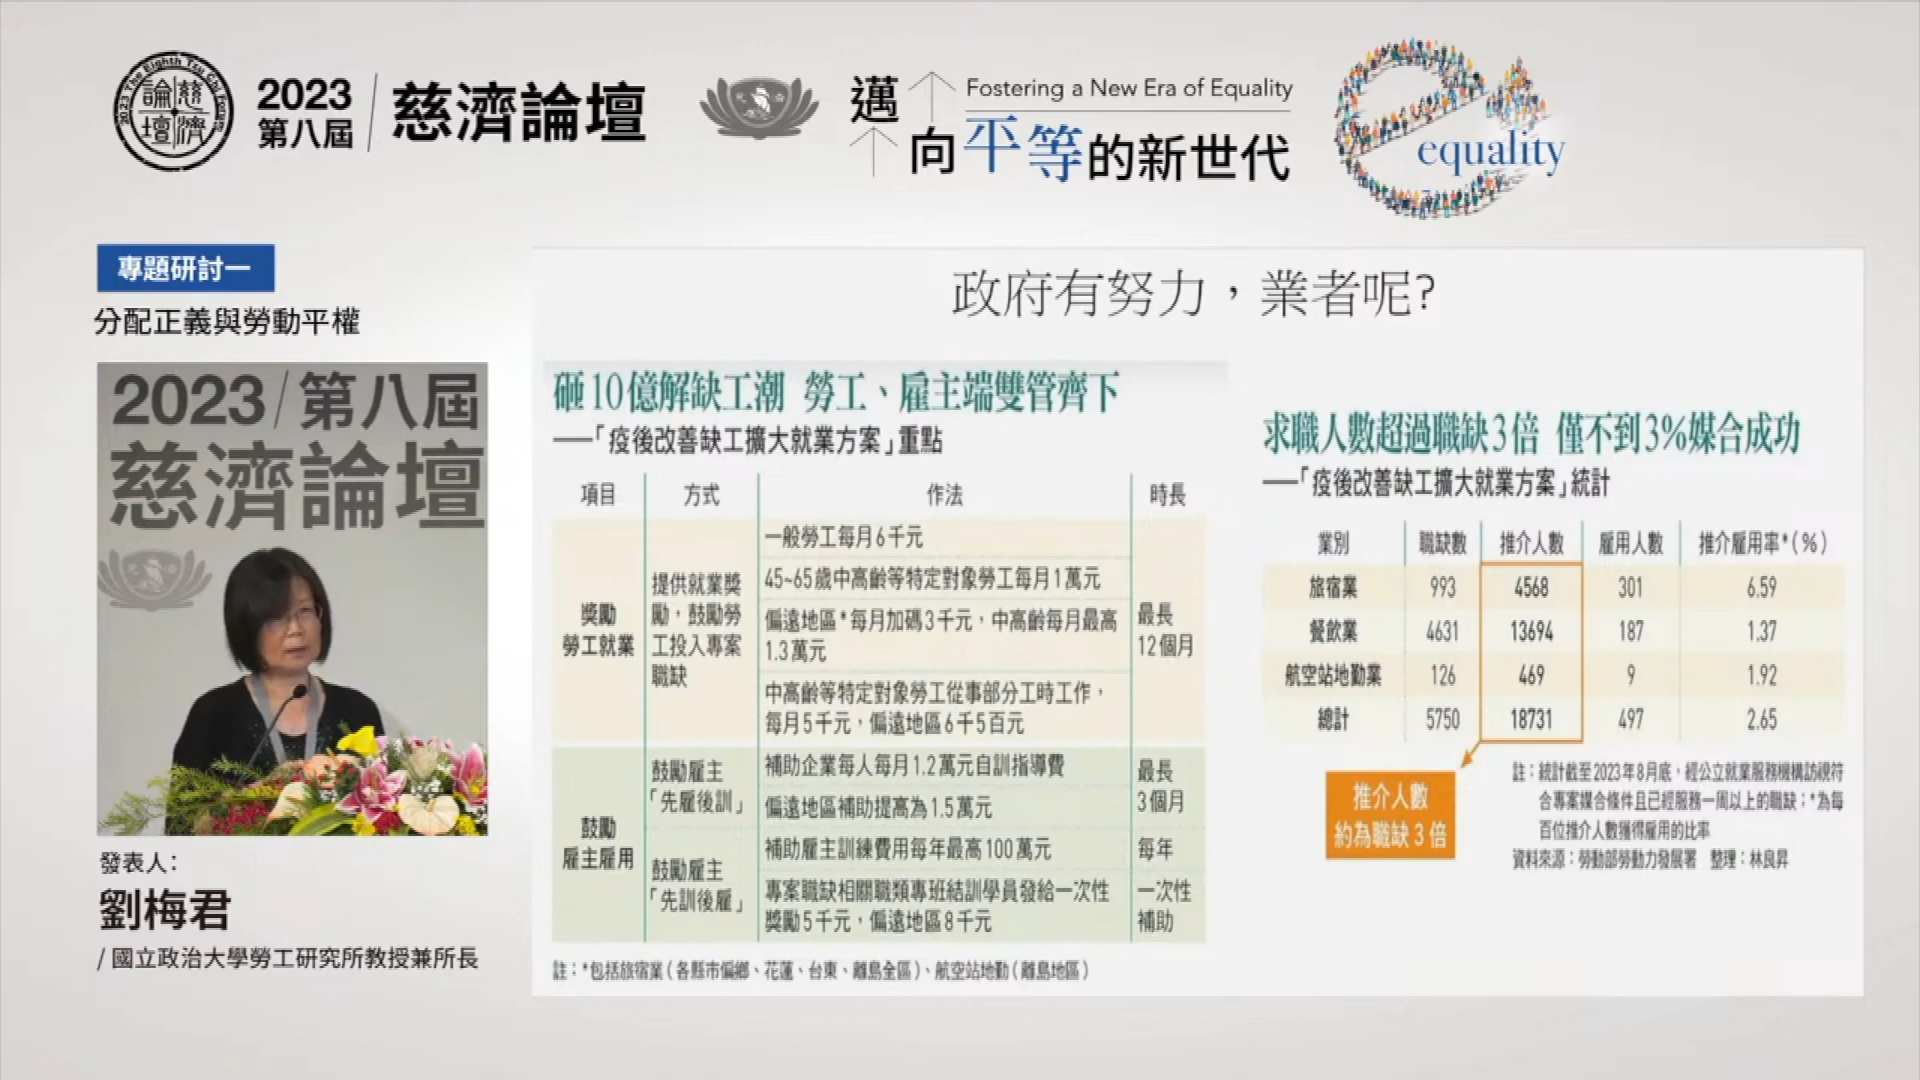 2023 The Eighth Tzu Chi Forum
慈濟論壇
2023
第八屆
慈濟論壇
Fostering a New Era of Equality
邁向平等的新世代
equality
專題研討一
分配正義與勞動平權
2023/第八屆
慈濟論壇
發表人:
劉梅君
/ 國立政治大學勞工研究所教授兼所長
政府有努力，業者呢?
砸10億解缺工潮 勞工、雇主端雙管齊下
——「疫後改善缺工擴大就業方案」重點
項目 方式 作法 時長
獎勵
勞工就業
提供就業獎
勵，鼓勵勞
工投入專案
職缺
一般勞工每月6千元
45~65歲中高齡等特定對象勞工每月1萬元
偏遠地區*每月加碼3千元，中高齡每月最高
1.3萬元
中高齡等特定對象勞工從事部分工時工作，
每月5千元，偏遠地區6千5百元
最長
12個月
鼓勵
雇主雇用
鼓勵雇主
「先雇後訓」
補助企業每人每月1.2萬元自訓指導費
偏遠地區補助提高為1.5萬元
最長
3個月
鼓勵雇主
「先訓後雇」
補助雇主訓練費用每年最高100萬元
每年
專案職缺相關職類專班結訓學員發給一次性
獎勵5千元，偏遠地區8千元
一次性
補助
註：*包括旅宿業（各縣市偏鄉、花蓮、台東、離島全區）、航空站地勤（離島地區）
求職人數超過職缺3倍 僅不到3%媒合成功
——「疫後改善缺工擴大就業方案」統計
業別 職缺數 推介人數 雇用人數 推介雇用率*（%）
旅宿業 993 4568 301 6.59
餐飲業 4631 13694 187 1.37
航空站地勤業 126 469 9 1.92
總計 5750 18731 497 2.65
推介人數
約為職缺3倍
註：統計截至2023年8月底，經公立就業服務機構訪視符
合專案媒合條件且已經服務一周以上的職缺；*為每
百位推介人數獲得雇用的比率
資料來源：勞動部勞動力發展署 整理：林良昇